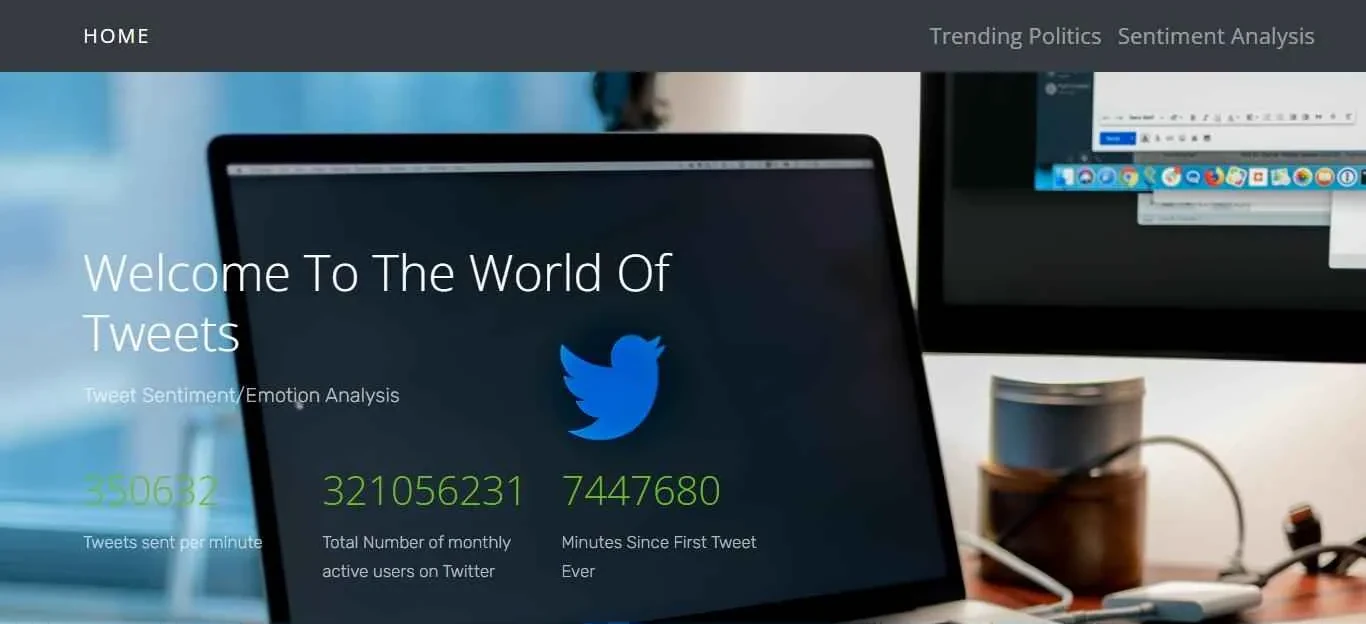 HOME
Trending Politics Sentiment Analysis
Welcome To The World Of
Tweets
Tweet Sentiment/Emotion Analysis
350632
321056231
7447680
Tweets sent per minute
Total Number of monthly
active users on Twitter
Minutes Since First Tweet
Ever